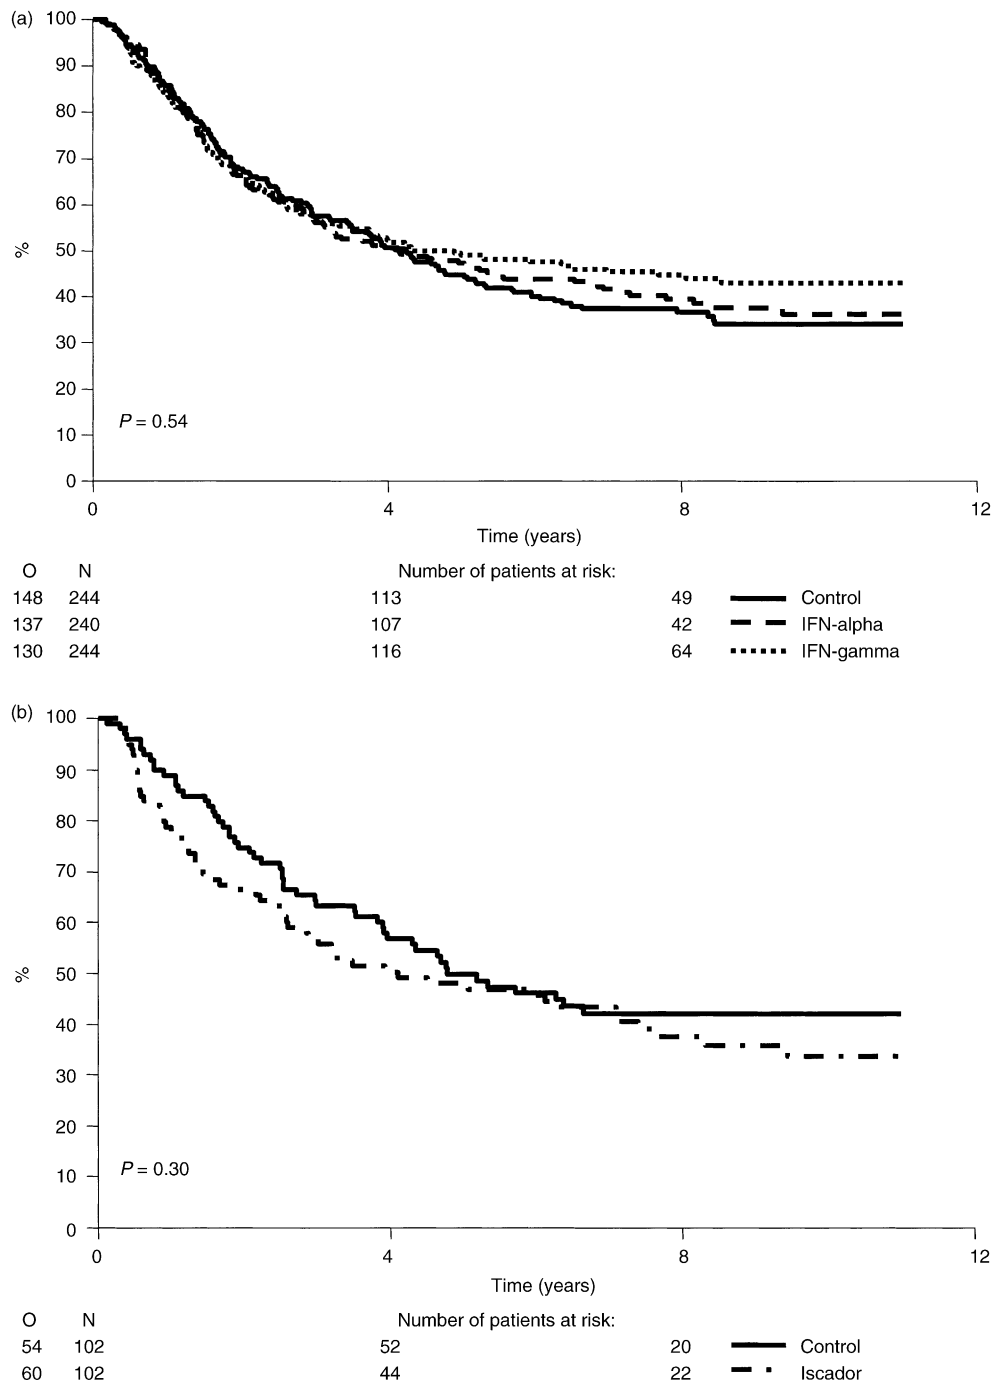 (a)
100
90
80
70
60
50
40
30
20
10
0
%
P = 0.54
0 4 8 12
Time (years)
O N Number of patients at risk:
148 244 113 49 Control
137 240 107 42 IFN-alpha
130 244 116 64 IFN-gamma
(b)
100
90
80
70
60
50
40
30
20
10
0
%
P = 0.30
0 4 8 12
Time (years)
O N Number of patients at risk:
54 102 52 20 Control
60 102 44 22 Iscador